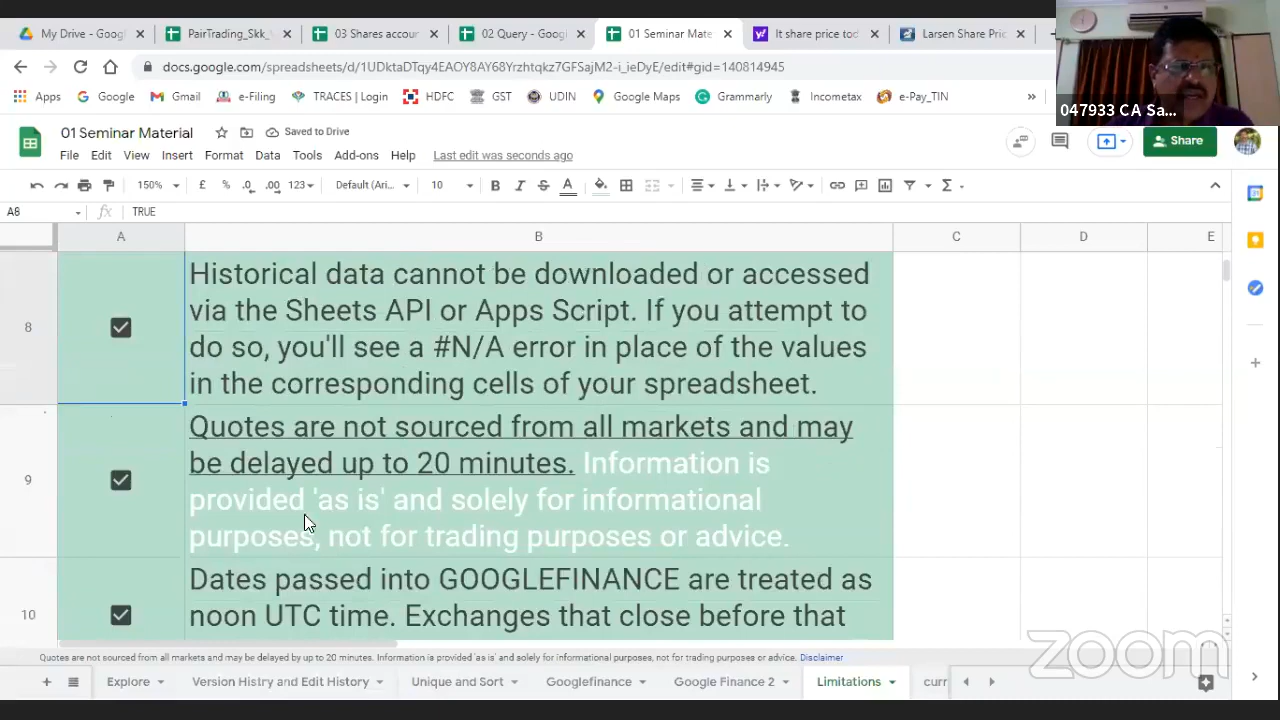 My Drive - Goog
PairTrading_Skk_
03 Shares accour
02 Query - Goog
01 Seminar Mate
It share price tod
Larsen Share Pric
docs.google.com/spreadsheets/d/1UDktaDTqy4EAOY8AY8Yrzhtqkz7GFSajM2-i_ieDyE/edit#gid=140814945
Apps
Google
Gmail
e-Filing
TRACES | Login
HDFC
GST
UDIN
Google Maps
Grammarly
Incometax
e-Pay_TIN
»
047933 CA Sa...
01 Seminar Material
Saved to Drive
File Edit View Insert Format Data Tools Add-ons Help Last edit was seconds ago
Share
150% £ % .0 .00 123 Default (Ari... 10 B I S A
A8 fx TRUE
A B C D E
8
Historical data cannot be downloaded or accessed
via the Sheets API or Apps Script. If you attempt to
do so, you'll see a #N/A error in place of the values
in the corresponding cells of your spreadsheet.
9
Quotes are not sourced from all markets and may
be delayed up to 20 minutes. Information is
provided 'as is' and solely for informational
purposes, not for trading purposes or advice.
10
Dates passed into GOOGLEFINANCE are treated as
noon UTC time. Exchanges that close before that
Quotes are not sourced from all markets and may be delayed by up to 20 minutes. Information is provided 'as is' and solely for informational purposes, not for trading purposes or advice. Disclaimer
zoom
Explore
Version Histry and Edit History
Unique and Sort
Googlefinance
Google Finance 2
Limitations
curr